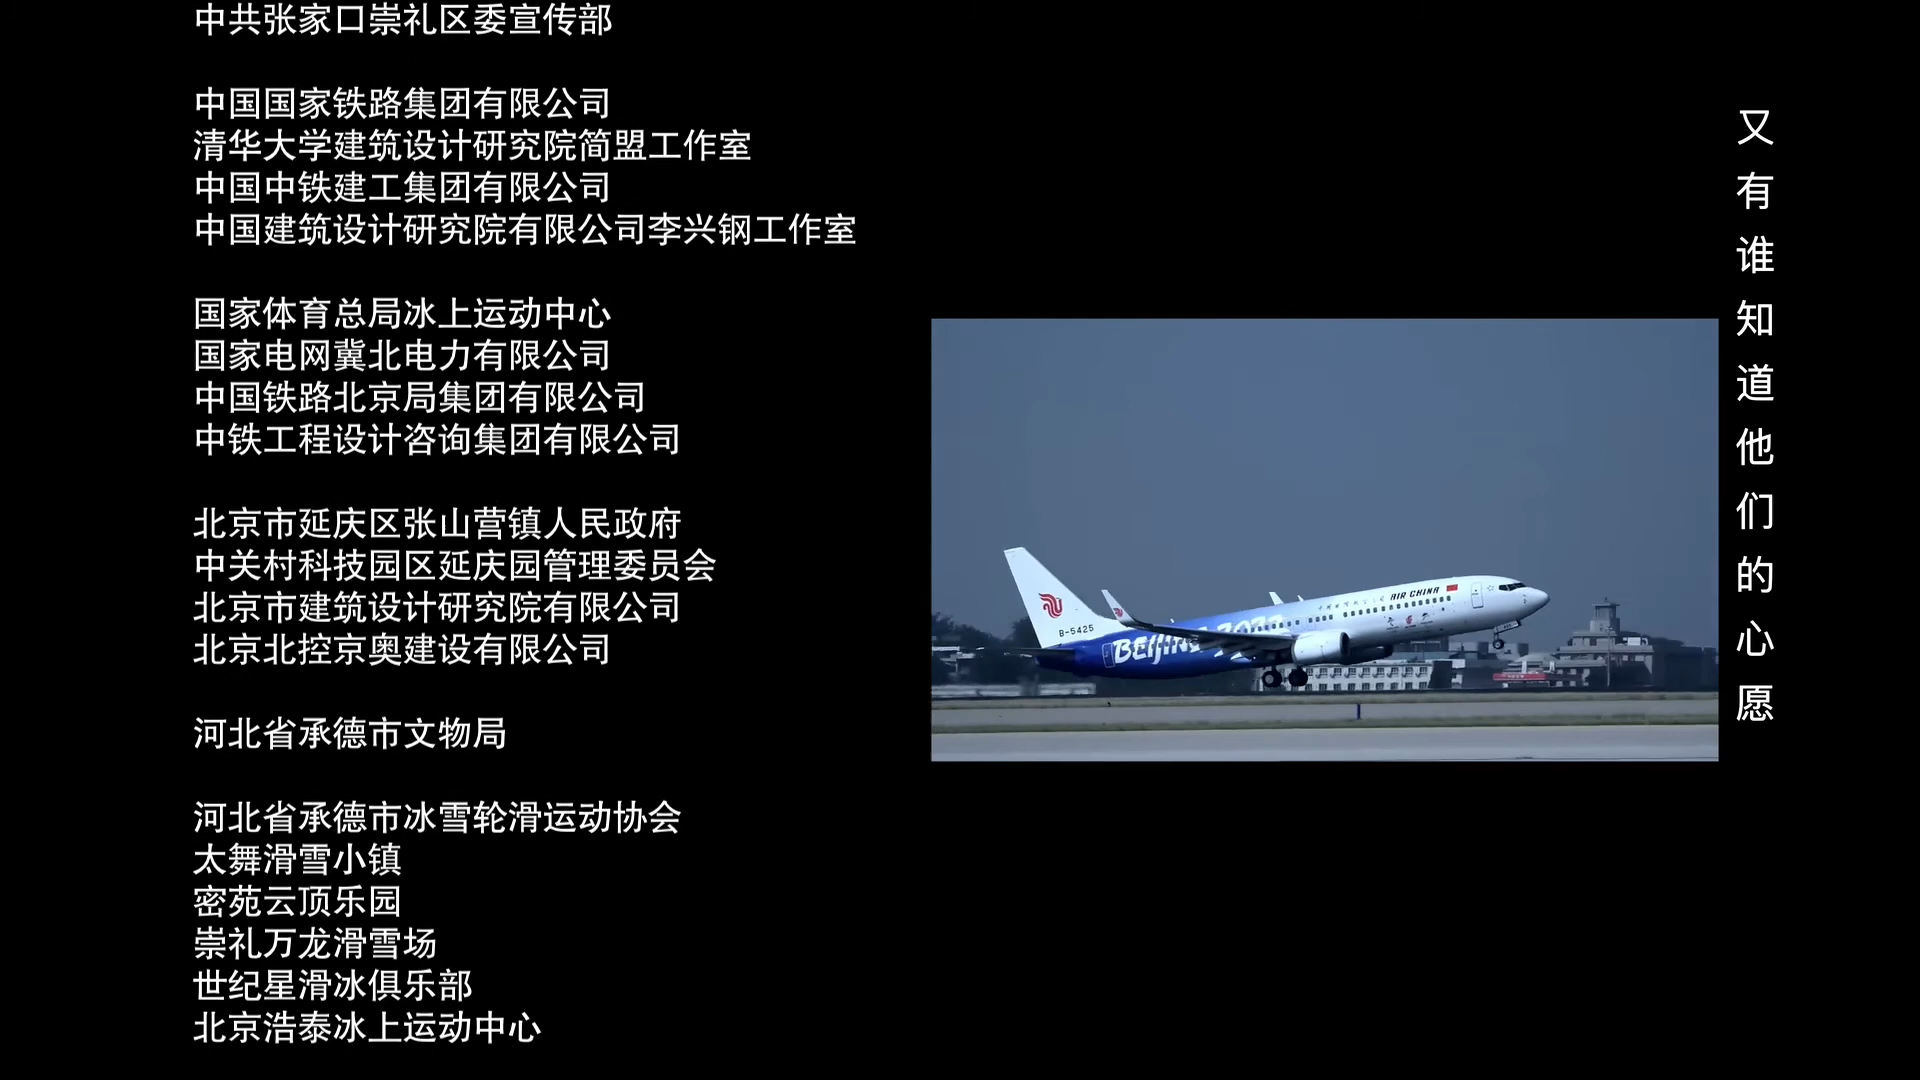 中共张家口崇礼区委宣传部
中国国家铁路集团有限公司
清华大学建筑设计研究院简盟工作室
中国中铁建工集团有限公司
中国建筑设计研究院有限公司李兴钢工作室
国家体育总局冰上运动中心
国家电网冀北电力有限公司
中国铁路北京局集团有限公司
中铁工程设计咨询集团有限公司
北京市延庆区张山营镇人民政府
中关村科技园区延庆园管理委员会
北京市建筑设计研究院有限公司
北京北控京奥建设有限公司
河北省承德市文物局
河北省承德市冰雪轮滑运动协会
太舞滑雪小镇
密苑云顶乐园
崇礼万龙滑雪场
世纪星滑冰俱乐部
北京浩泰冰上运动中心
又有谁知道他们的心愿
AIR CHINA
B-5425
BEIJING 2022